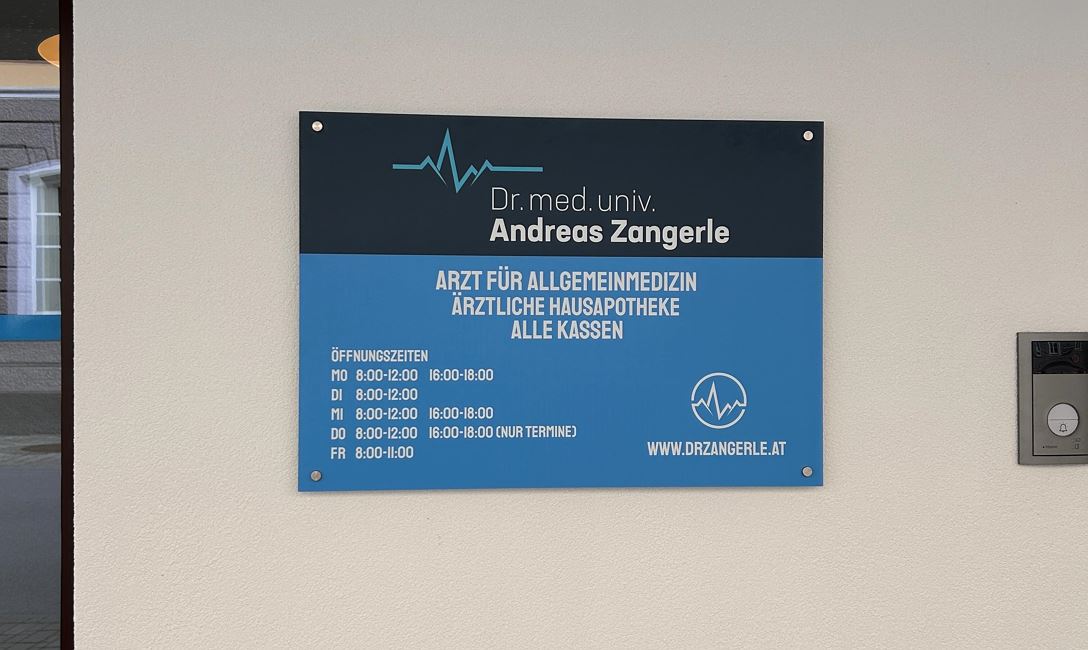 Dr. med. univ.
Andreas Zangerle
ARZT FÜR ALLGEMEINMEDIZIN
ÄRZTLICHE HAUSAPOTHEKE
ALLE KASSEN
ÖFFNUNGSZEITEN
MO 8:00-12:00 16:00-18:00
DI 8:00-12:00
MI 8:00-12:00 16:00-18:00
DO 8:00-12:00 16:00-18:00 (NUR TERMINE)
FR 8:00-11:00
WWW.DRZANGERLE.AT